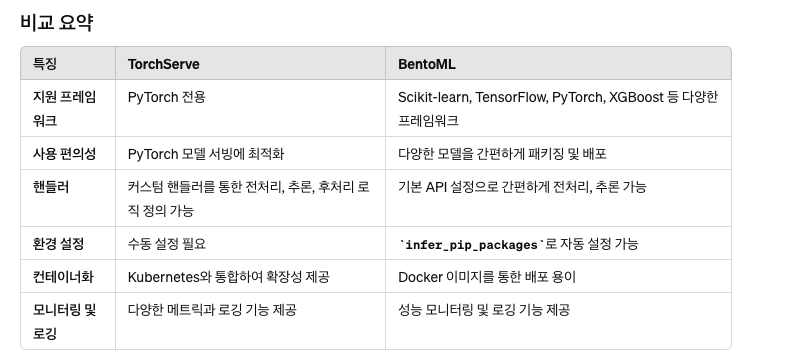 비교 요약
특징 TorchServe BentoML
지원 프레임 PyTorch 전용 Scikit-learn, TensorFlow, PyTorch, XGBoost 등 다양한
워크 프레임워크
사용 편의성 PyTorch 모델 서빙에 최적화 다양한 모델을 간편하게 패키징 및 배포
핸들러 커스텀 핸들러를 통한 전처리, 추론, 후처리 로 기본 API 설정으로 간편하게 전처리, 추론 가능
직 정의 가능
환경 설정 수동 설정 필요 `infer_pip_packages`로 자동 설정 가능
컨테이너화 Kubernetes와 통합하여 확장성 제공 Docker 이미지를 통한 배포 용이
모니터링 및 다양한 메트릭과 로깅 기능 제공 성능 모니터링 및 로깅 기능 제공
로깅